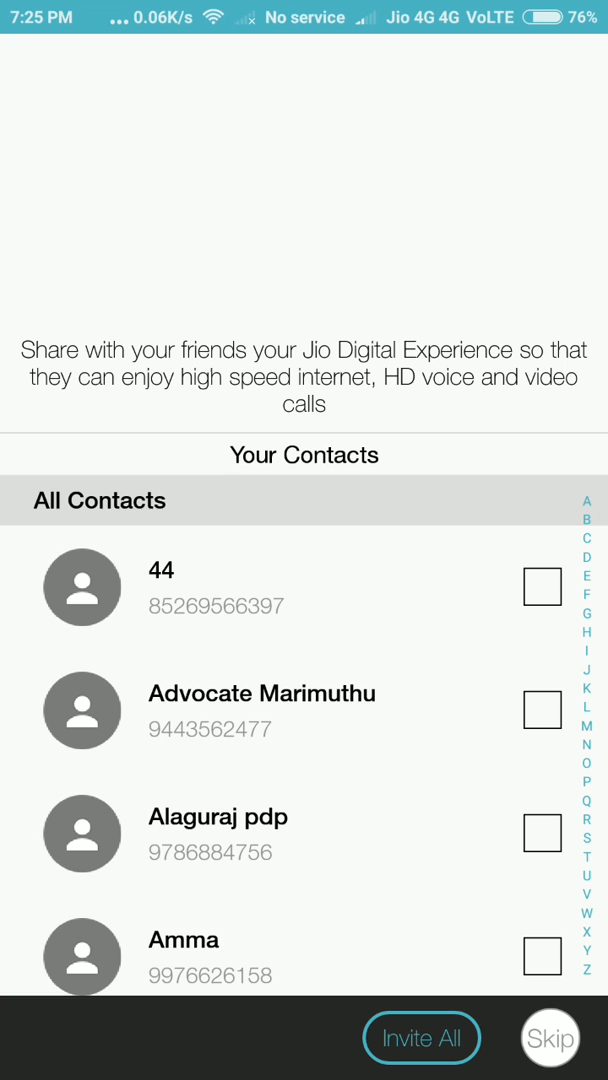 7:25 PM ... 0.06K/s No service Jio 4G 4G VoLTE 76%
Share with your friends your Jio Digital Experience so that
they can enjoy high speed internet, HD voice and video
calls
Your Contacts
All Contacts
44
85269566397
Advocate Marimuthu
9443562477
Alaguraj pdp
9786884756
Amma
9976626158
A
B
C
D
E
F
G
H
I
J
K
L
M
N
O
P
Q
R
S
T
U
V
W
X
Y
Z
Invite All
Skip